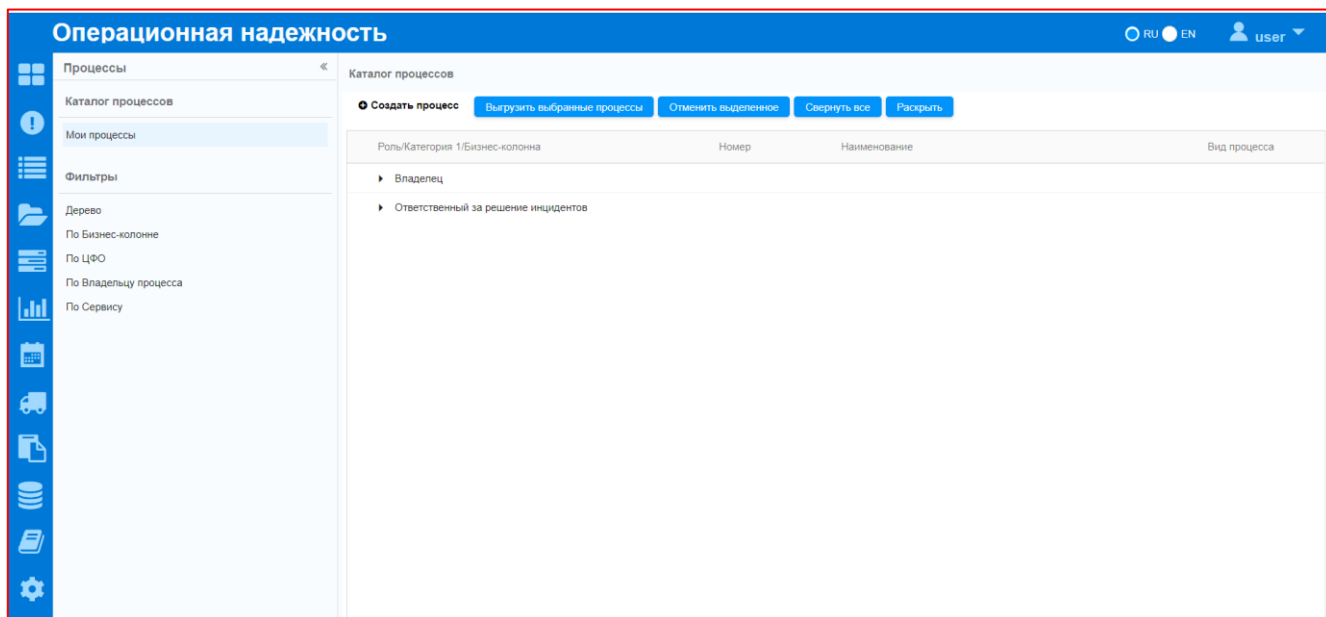 Операционная надежность
RU EN
user
Процессы
Каталог процессов
Мои процессы
Фильтры
Дерево
По Бизнес-колонне
По ЦФО
По Владельцу процесса
По Сервису
Каталог процессов
Создать процесс Выгрузить выбранные процессы Отменить выделенное Свернуть все Раскрыть
Роль/Категория 1/Бизнес-колонна Номер Наименование Вид процесса
Владелец
Ответственный за решение инцидентов